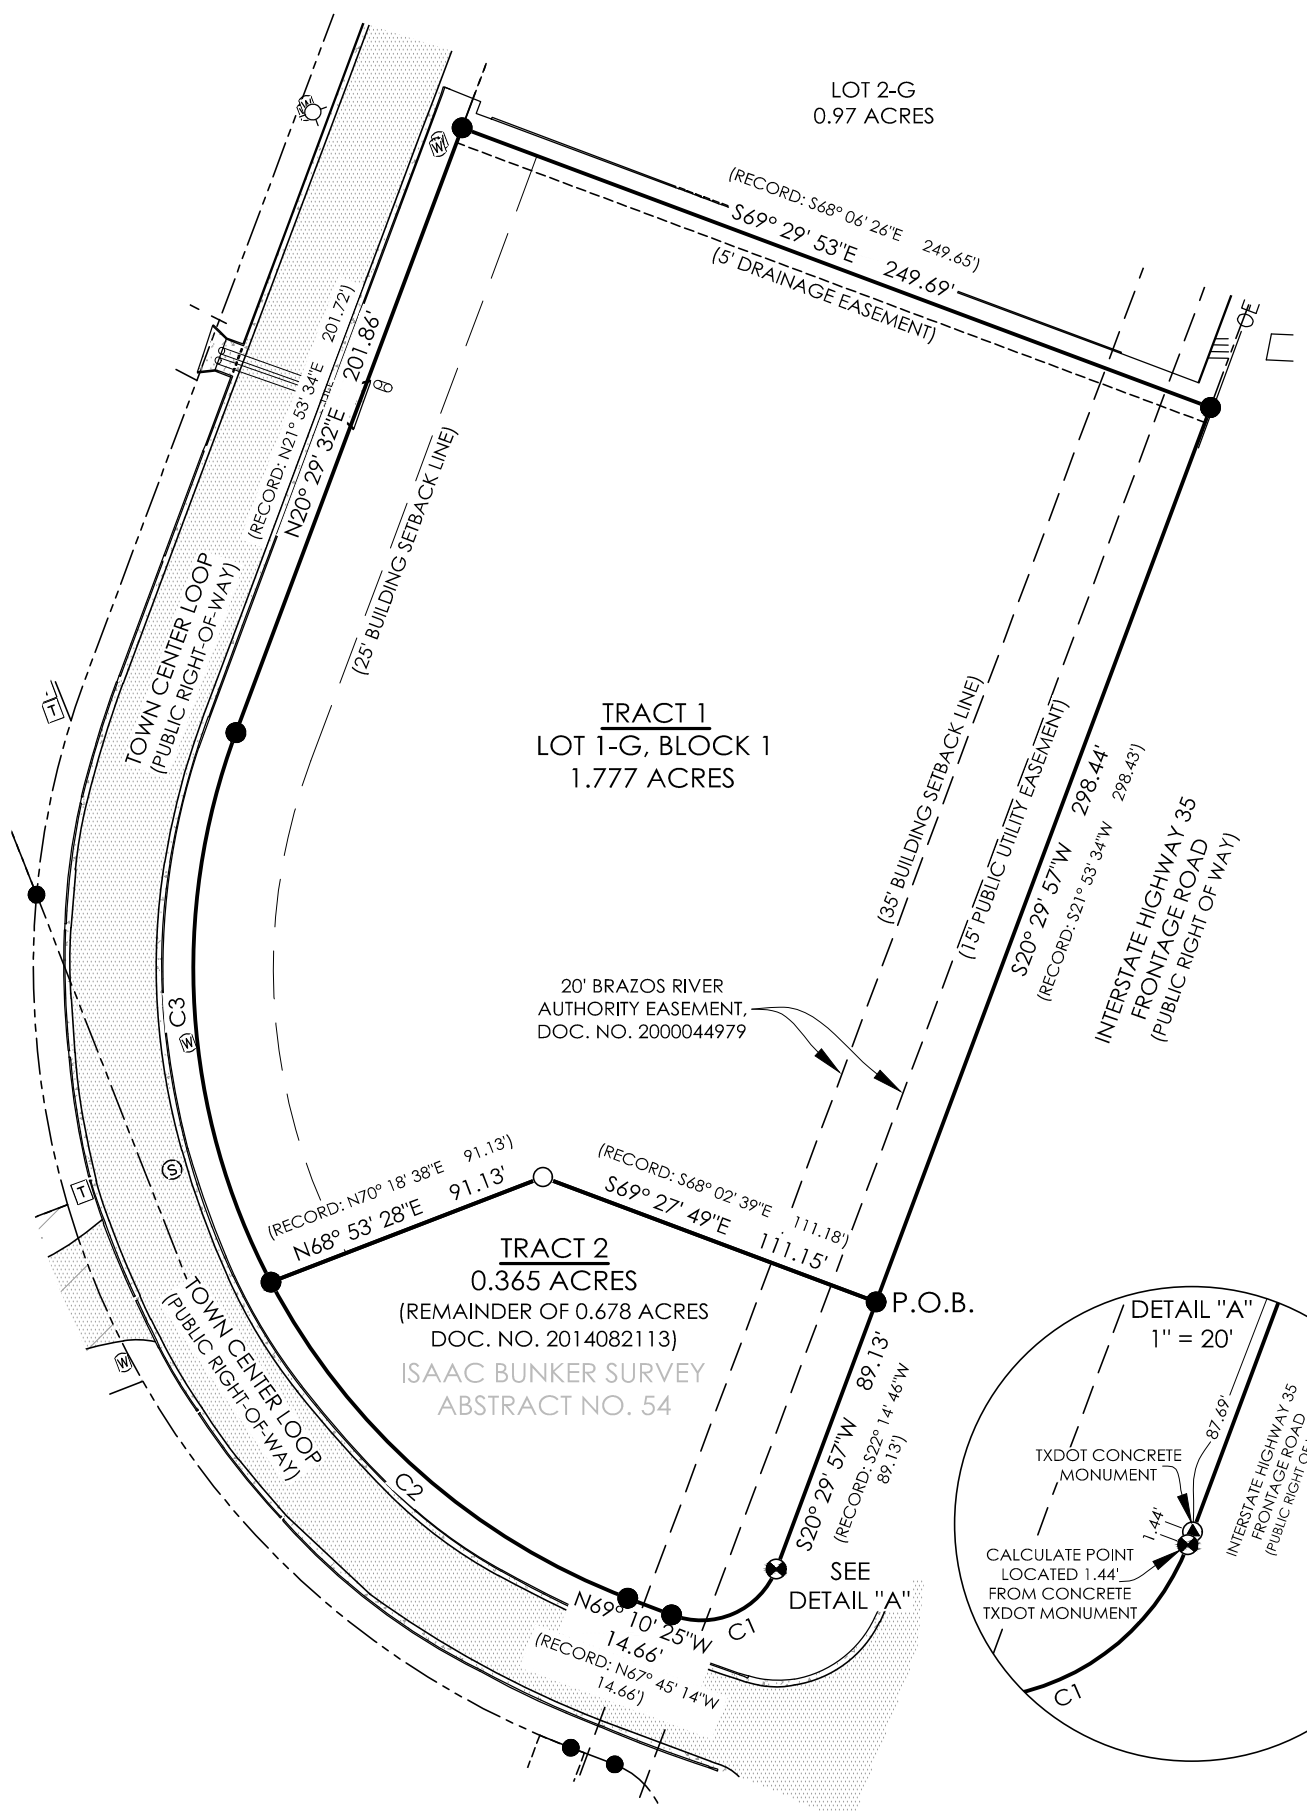 LOT 2-G
0.97 ACRES
(RECORD: S68° 06' 26"E 249.65')
S69° 29' 53"E 249.69'
(5' DRAINAGE EASEMENT)
OE
W
(RECORD: N21° 53' 34"E 201.72')
N20° 29' 32"E 201.86'
(25' BUILDING SETBACK LINE)
TOWN CENTER LOOP
(PUBLIC RIGHT-OF-WAY)
T
TRACT 1
LOT 1-G, BLOCK 1
1.777 ACRES
(35' BUILDING SETBACK LINE)
(15' PUBLIC UTILITY EASEMENT)
S20° 29' 57"W 298.44'
(RECORD: S21° 53' 34"W 298.43')
INTERSTATE HIGHWAY 35
FRONTAGE ROAD
(PUBLIC RIGHT OF WAY)
20' BRAZOS RIVER
AUTHORITY EASEMENT,
DOC. NO. 2000044979
C3
W
S
T
(RECORD: N70° 18' 38"E 91.13')
N68° 53' 28"E 91.13'
(RECORD: S68° 02' 39"E 111.18')
S69° 27' 49"E 111.15'
TRACT 2
0.365 ACRES
(REMAINDER OF 0.678 ACRES
DOC. NO. 2014082113)
ISAAC BUNKER SURVEY
ABSTRACT NO. 54
P.O.B.
TOWN CENTER LOOP
(PUBLIC RIGHT-OF-WAY)
W
C2
S20° 29' 57"W 89.13'
(RECORD: S22° 14' 46"W
89.13')
SEE
DETAIL "A"
N69° 10' 25"W
14.66'
(RECORD: N67° 45' 14"W
14.66')
C1
DETAIL "A"
1" = 20'
87.69'
TXDOT CONCRETE
MONUMENT
1.44'
CALCULATE POINT
LOCATED 1.44'
FROM CONCRETE
TXDOT MONUMENT
INTERSTATE HIGHWAY 35
FRONTAGE ROAD
(PUBLIC RIGHT OF
C1